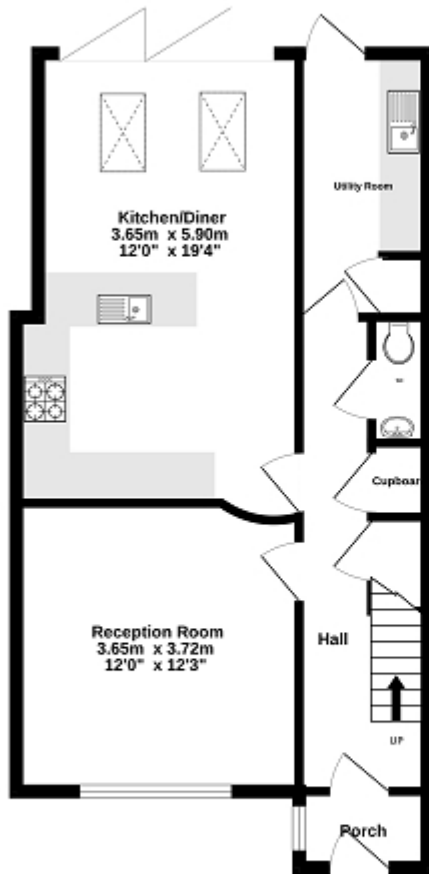 Utility Room
Kitchen/Diner
3.65m x 5.90m
12'0" x 19'4"
Cupboar
Reception Room
3.65m x 3.72m
12'0" x 12'3"
Hall
UP
Porch